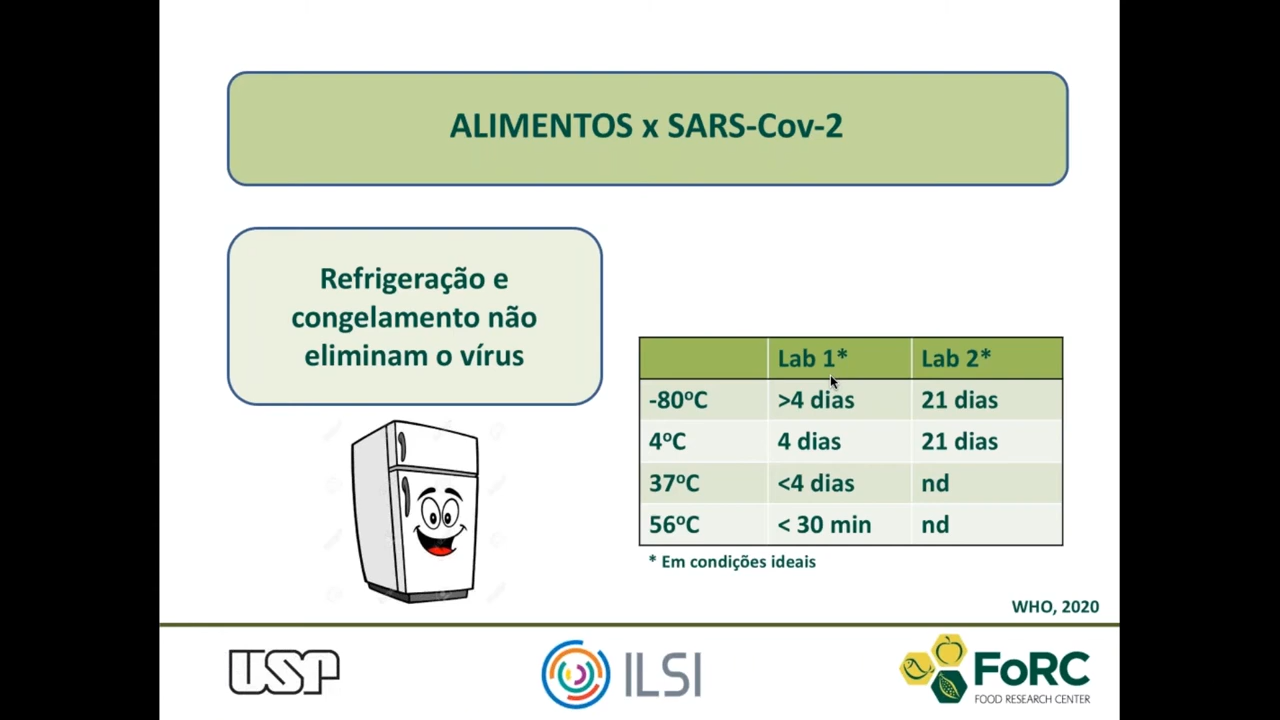 ALIMENTOS x SARS-Cov-2
Refrigeração e
congelamento não
eliminam o vírus
Lab 1* Lab 2*
-80ºC >4 dias 21 dias
4ºC 4 dias 21 dias
37ºC <4 dias nd
56ºC < 30 min nd
* Em condições ideais
WHO, 2020
USP
ILSI
FoRC
FOOD RESEARCH CENTER